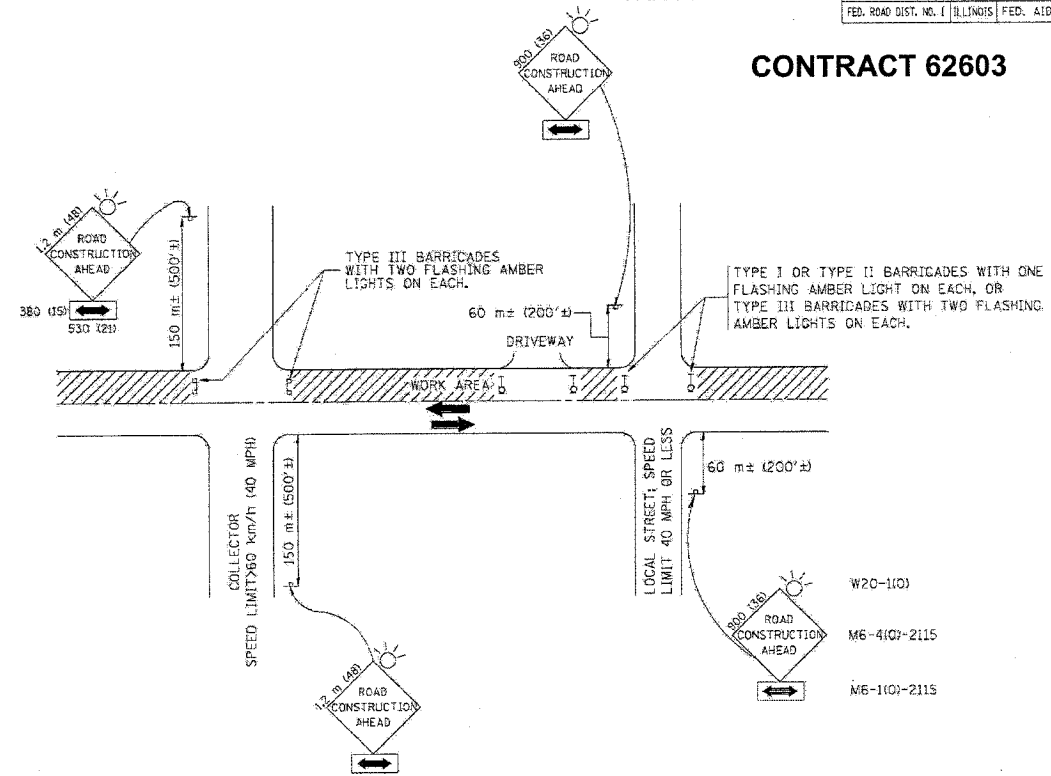 FED. ROAD DIST. NO. 1 ILLINOIS FED. AID
CONTRACT 62603
900 (36)
ROAD
CONSTRUCTION
AHEAD
1.2 m (48)
ROAD
CONSTRUCTION
AHEAD
380 (15)
530 (21)
150 m± (500'±)
TYPE III BARRICADES
WITH TWO FLASHING AMBER
LIGHTS ON EACH.
60 m± (200'±)
DRIVEWAY
TYPE I OR TYPE II BARRICADES WITH ONE
FLASHING AMBER LIGHT ON EACH, OR
TYPE III BARRICADES WITH TWO FLASHING
AMBER LIGHTS ON EACH.
WORK AREA
COLLECTOR
SPEED LIMIT>60 km/h (40 MPH)
150 m± (500'±)
LOCAL STREET; SPEED
LIMIT 40 MPH OR LESS
60 m± (200'±)
1.2 m (48)
ROAD
CONSTRUCTION
AHEAD
900 (36)
ROAD
CONSTRUCTION
AHEAD
W20-1(O)
M6-4(O)-2115
M6-1(O)-2115